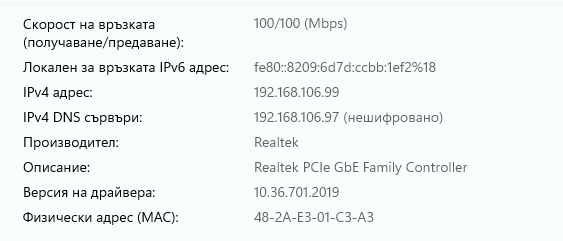 Скорост на връзката 100/100 (Mbps)
(получаване/предаване):
Локален за връзката IPv6 адрес: fe80::8209:6d7d:ccbb:1ef2%18
IPv4 адрес: 192.168.106.99
IPv4 DNS сървъри: 192.168.106.97 (нешифровано)
Производител: Realtek
Описание: Realtek PCIe GbE Family Controller
Версия на драйвера: 10.36.701.2019
Физически адрес (MAC): 48-2A-E3-01-C3-A3